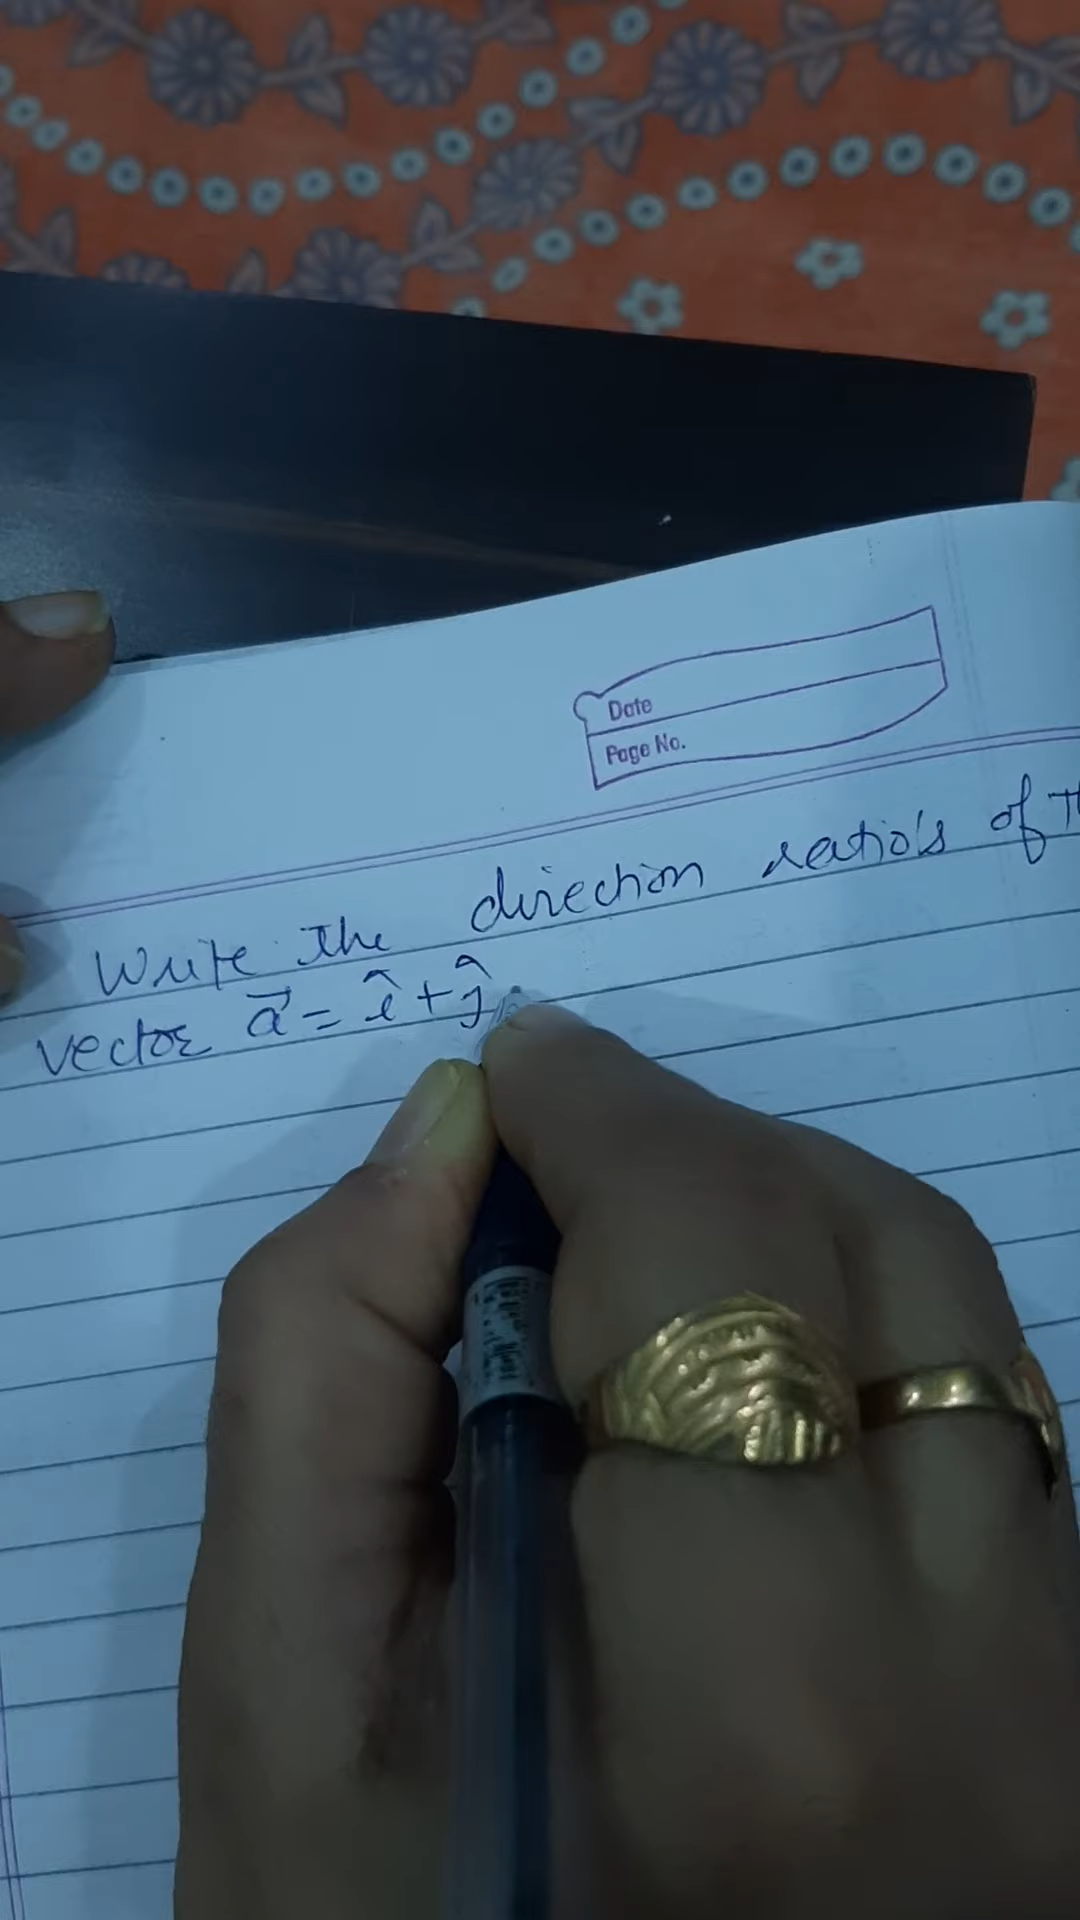 Date
Page No.
Write the direction ratio's of
vector a⃗ = î + ĵ